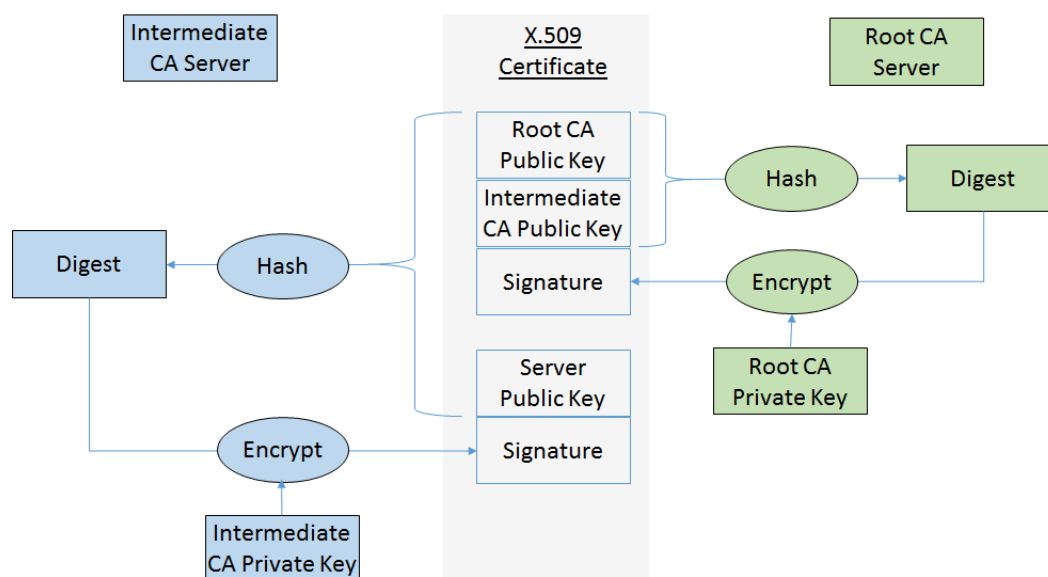 Intermediate
CA Server
X.509
Certificate
Root CA
Server
Root CA
Public Key
Intermediate
CA Public Key
Signature
Server
Public Key
Signature
Hash
Digest
Encrypt
Root CA
Private Key
Digest
Hash
Encrypt
Intermediate
CA Private Key